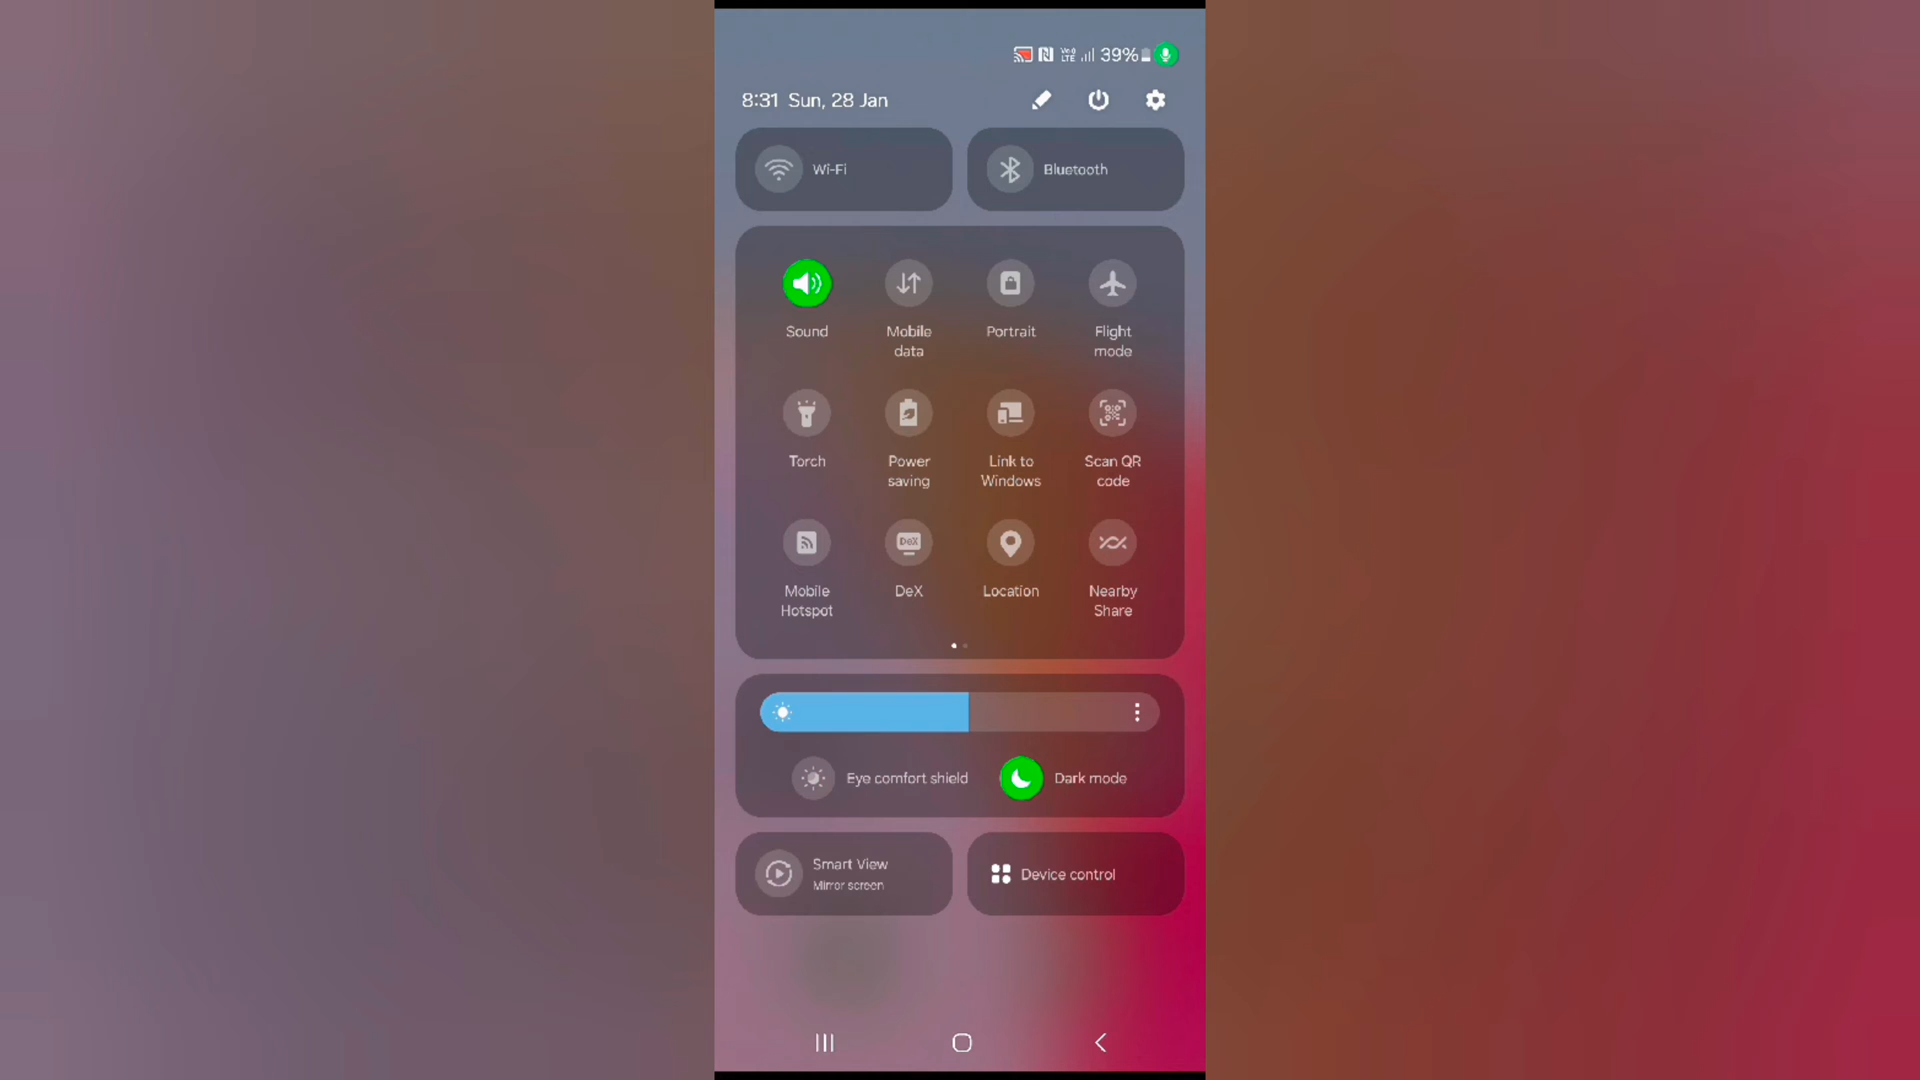 39%
8:31 Sun, 28 Jan
Wi-Fi
Bluetooth
Sound
Mobile
data
Portrait
Flight
mode
Torch
Power
saving
Link to
Windows
Scan QR
code
Mobile
Hotspot
DeX
DeX
Location
Nearby
Share
Eye comfort shield
Dark mode
Smart View
Mirror screen
Device control